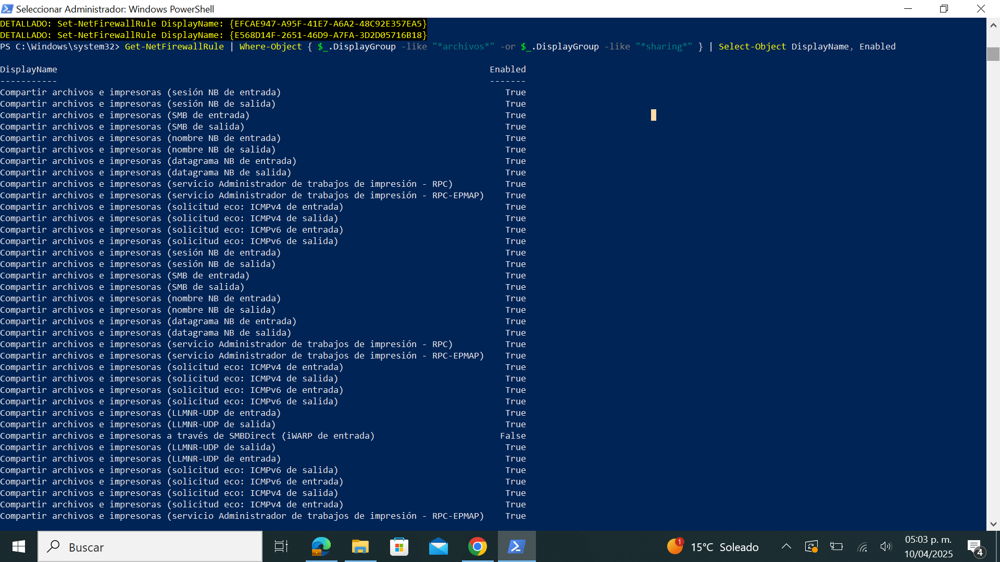 Seleccionar Administrador: Windows PowerShell
DETALLADO: Set-NetFirewallRule DisplayName: {EFCAE947-A95F-41E7-A6A2-48C92E357EA5}
DETALLADO: Set-NetFirewallRule DisplayName: {E568D14F-2651-46D9-A7FA-3D2D05716B18}
PS C:\Windows\system32> Get-NetFirewallRule | Where-Object { $_.DisplayGroup -like "*archivos*" -or $_.DisplayGroup -like "*sharing*" } | Select-Object DisplayName, Enabled
DisplayName Enabled
----------- -------
Compartir archivos e impresoras (sesión NB de entrada) True
Compartir archivos e impresoras (sesión NB de salida) True
Compartir archivos e impresoras (SMB de entrada) True
Compartir archivos e impresoras (SMB de salida) True
Compartir archivos e impresoras (nombre NB de entrada) True
Compartir archivos e impresoras (nombre NB de salida) True
Compartir archivos e impresoras (datagrama NB de entrada) True
Compartir archivos e impresoras (datagrama NB de salida) True
Compartir archivos e impresoras (servicio Administrador de trabajos de impresión - RPC) True
Compartir archivos e impresoras (servicio Administrador de trabajos de impresión - RPC-EPMAP) True
Compartir archivos e impresoras (solicitud eco: ICMPv4 de entrada) True
Compartir archivos e impresoras (solicitud eco: ICMPv4 de salida) True
Compartir archivos e impresoras (solicitud eco: ICMPv6 de entrada) True
Compartir archivos e impresoras (solicitud eco: ICMPv6 de salida) True
Compartir archivos e impresoras (sesión NB de entrada) True
Compartir archivos e impresoras (sesión NB de salida) True
Compartir archivos e impresoras (SMB de entrada) True
Compartir archivos e impresoras (SMB de salida) True
Compartir archivos e impresoras (nombre NB de entrada) True
Compartir archivos e impresoras (nombre NB de salida) True
Compartir archivos e impresoras (datagrama NB de entrada) True
Compartir archivos e impresoras (datagrama NB de salida) True
Compartir archivos e impresoras (servicio Administrador de trabajos de impresión - RPC) True
Compartir archivos e impresoras (servicio Administrador de trabajos de impresión - RPC-EPMAP) True
Compartir archivos e impresoras (solicitud eco: ICMPv4 de entrada) True
Compartir archivos e impresoras (solicitud eco: ICMPv4 de salida) True
Compartir archivos e impresoras (solicitud eco: ICMPv6 de entrada) True
Compartir archivos e impresoras (solicitud eco: ICMPv6 de salida) True
Compartir archivos e impresoras (LLMNR-UDP de entrada) True
Compartir archivos e impresoras (LLMNR-UDP de salida) True
Compartir archivos e impresoras a través de SMBDirect (iWARP de entrada) False
Compartir archivos e impresoras (LLMNR-UDP de salida) True
Compartir archivos e impresoras (LLMNR-UDP de entrada) True
Compartir archivos e impresoras (solicitud eco: ICMPv6 de salida) True
Compartir archivos e impresoras (solicitud eco: ICMPv6 de entrada) True
Compartir archivos e impresoras (solicitud eco: ICMPv4 de salida) True
Compartir archivos e impresoras (solicitud eco: ICMPv4 de entrada) True
Compartir archivos e impresoras (servicio Administrador de trabajos de impresión - RPC-EPMAP) True
Buscar
1
15°C Soleado
05:03 p. m.
10/04/2025
4